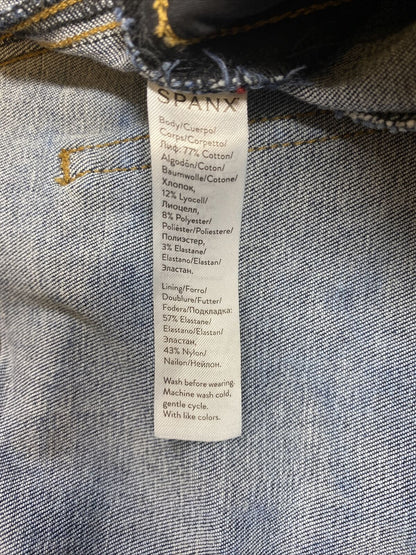 SPANX
Body/Cuerpo/
Corps/Corpetto/
Лиф: 77% Cotton/
Algodón/Coton/
Baumwolle/Cotone/
Хлопок,
12% Lyocell/
Лиоцелл,
8% Polyester/
Poliéster/Poliestere/
Полиэстер,
3% Elastane/
Elastano/Elastan/
Эластан,
Lining/Forro/
Doublure/Futter/
Fodera/Подкладка:
57% Elastane/
Elastano/Elastan/
Эластан,
43% Nylon/
Nailon/Нейлон.
Wash before wearing.
Machine wash cold,
gentle cycle.
With like colors.